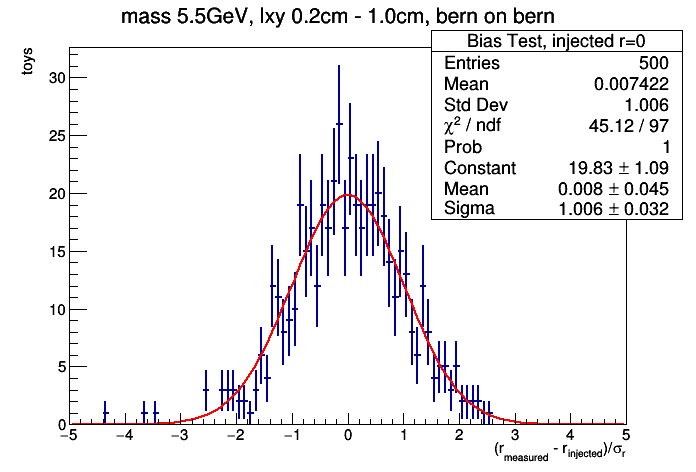 mass 5.5GeV, lxy 0.2cm - 1.0cm, bern on bern
toys
Bias Test, injected r=0
Entries 500
Mean 0.007422
Std Dev 1.006
χ² / ndf 45.12 / 97
Prob 1
Constant 19.83 ± 1.09
Mean 0.008 ± 0.045
Sigma 1.006 ± 0.032
30
25
20
15
10
5
0
−5 −4 −3 −2 −1 0 1 2 3 4 5
(r_measured - r_injected)/σ_r